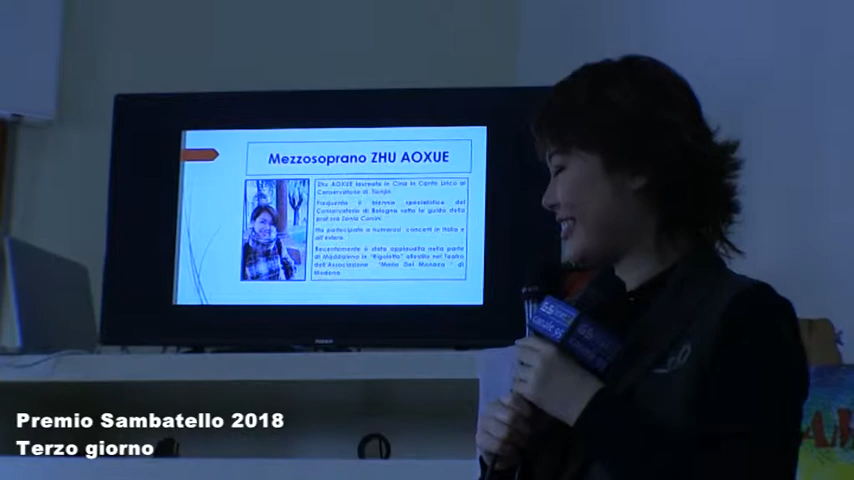 Mezzosoprano ZHU AOXUE
Zhu AOXUE laureata in Cina in Canto Lirico al
Conservatorio di Tianjin.
Frequenta il biennio specialistico del
Conservatorio di Bologna sotto la guida della
prof.ssa Sonia Corsini
Ha partecipato a numerosi concerti in Italia e
all'estero.
Recentemente è stata applaudita nella parte
di Maddalena in "Rigoletto" allestito nel Teatro
dell'Associazione "Mario Del Monaco" di
Modena.
Premio Sambatello 2018
Terzo giorno